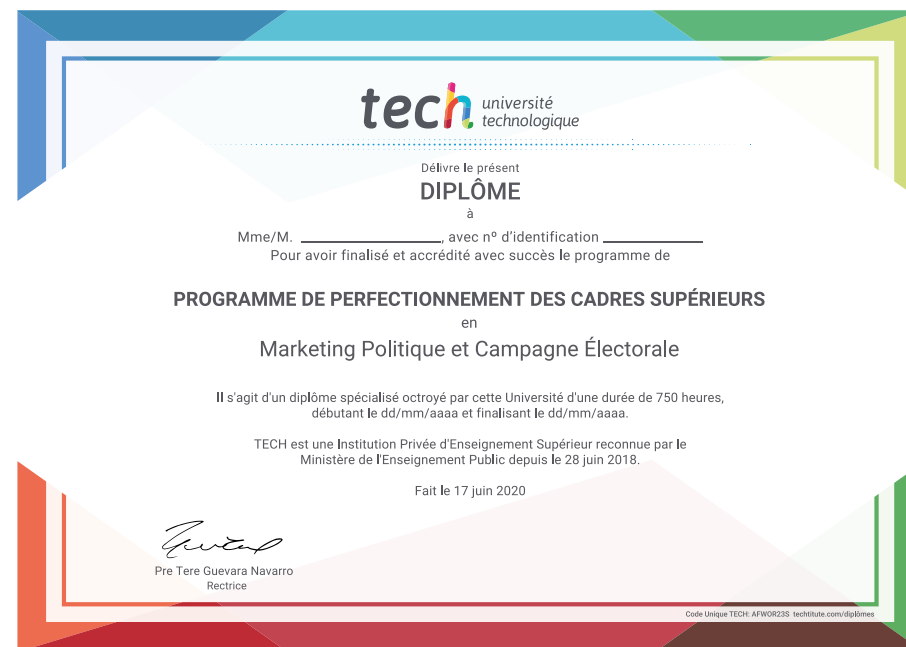 tech université
technologique
Délivre le présent
DIPLÔME
à
Mme/M. ____________________, avec nº d'identification ______________
Pour avoir finalisé et accrédité avec succès le programme de
PROGRAMME DE PERFECTIONNEMENT DES CADRES SUPÉRIEURS
en
Marketing Politique et Campagne Électorale
Il s'agit d'un diplôme spécialisé octroyé par cette Université d'une durée de 750 heures,
débutant le dd/mm/aaaa et finalisant le dd/mm/aaaa.
TECH est une Institution Privée d'Enseignement Supérieur reconnue par le
Ministère de l'Enseignement Public depuis le 28 juin 2018.
Fait le 17 juin 2020
Pre Tere Guevara Navarro
Rectrice
Code Unique TECH: AFWOR23S techtitute.com/diplômes